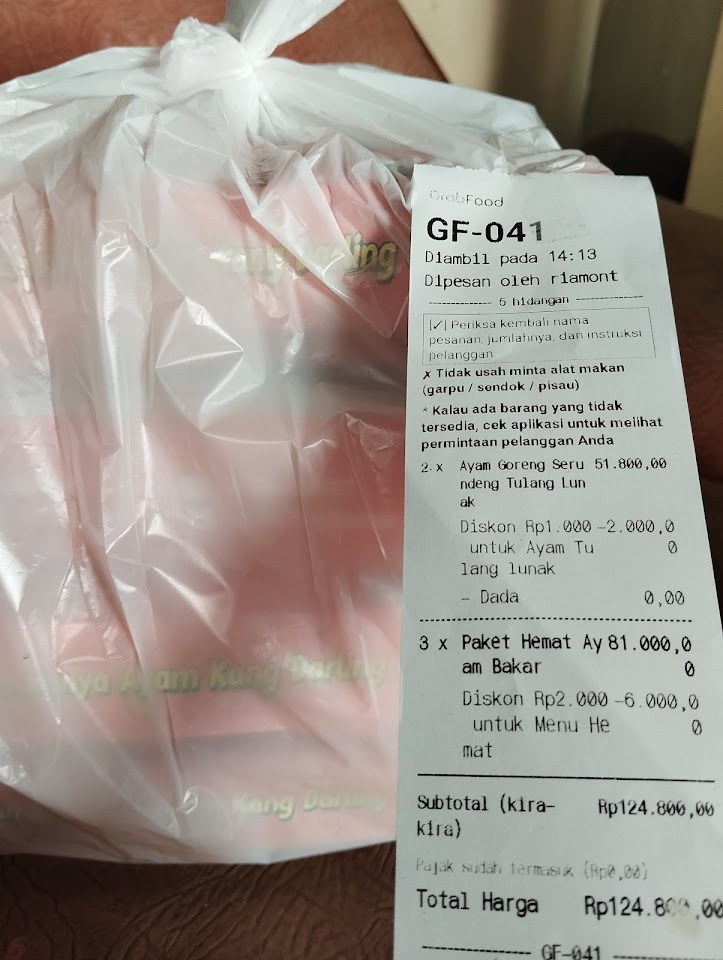 Kang Darling
Ayam Kang Darling
Kang Darling
GrabFood
GF-041
Diambil pada 14:13
Dipesan oleh riamont
5 hidangan
[✓] Periksa kembali nama
pesanan, jumlahnya, dan instruksi
pelanggan
✗ Tidak usah minta alat makan
(garpu / sendok / pisau)
* Kalau ada barang yang tidak
tersedia, cek aplikasi untuk melihat
permintaan pelanggan Anda
2 x Ayam Goreng Seru 51.800,00
ndeng Tulang Lun
ak
Diskon Rp1.000 -2.000,0
untuk Ayam Tu 0
lang lunak
- Dada 0,00
3 x Paket Hemat Ay 81.000,0
am Bakar 0
Diskon Rp2.000 -6.000,0
untuk Menu He 0
mat
Subtotal (kira- Rp124.800,00
kira)
Pajak sudah termasuk (Rp0,00)
Total Harga Rp124.800,00
GF-041